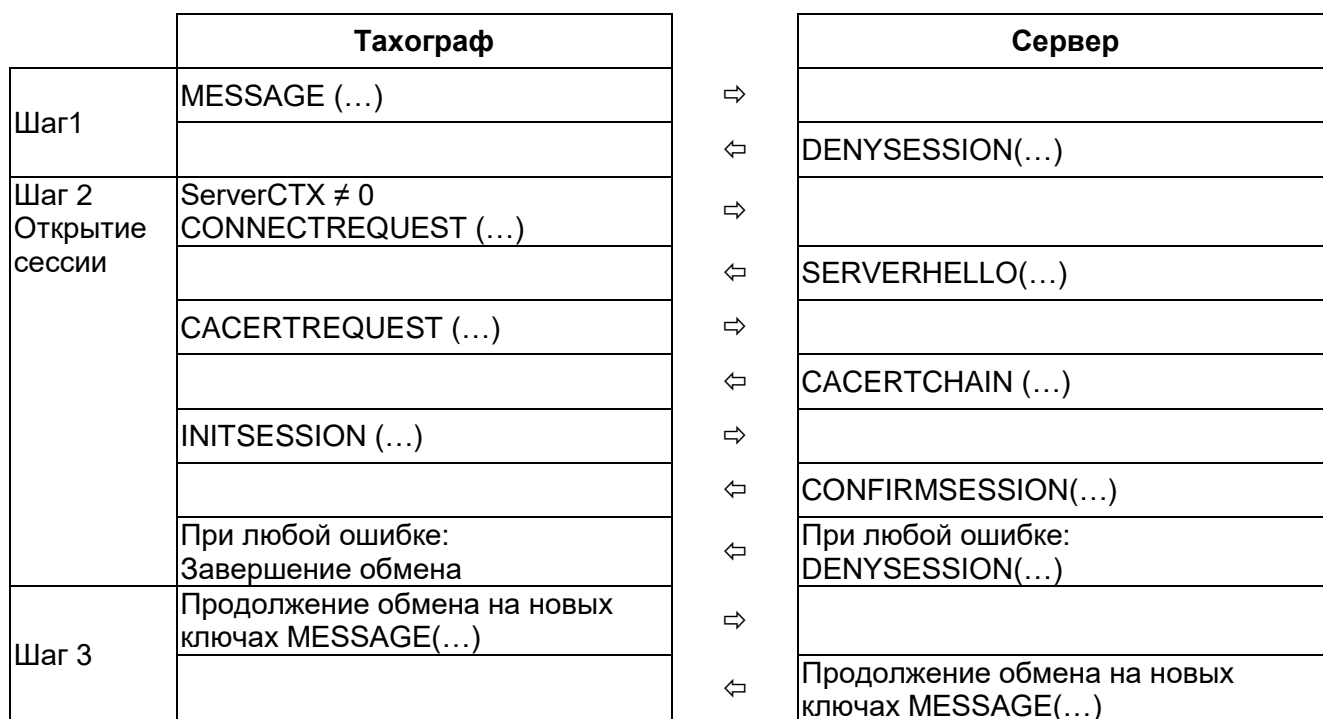 Тахограф
Сервер
Шаг1
MESSAGE (…)
⇨
⇦
DENYSESSION(…)
Шаг 2
Открытие
сессии
ServerCTX ≠ 0
CONNECTREQUEST (…)
⇨
⇦
SERVERHELLO(…)
CACERTREQUEST (…)
⇨
⇦
CACERTCHAIN (…)
INITSESSION (…)
⇨
⇦
CONFIRMSESSION(…)
При любой ошибке:
Завершение обмена
⇦
При любой ошибке:
DENYSESSION(…)
Шаг 3
Продолжение обмена на новых
ключах MESSAGE(…)
⇨
⇦
Продолжение обмена на новых
ключах MESSAGE(…)